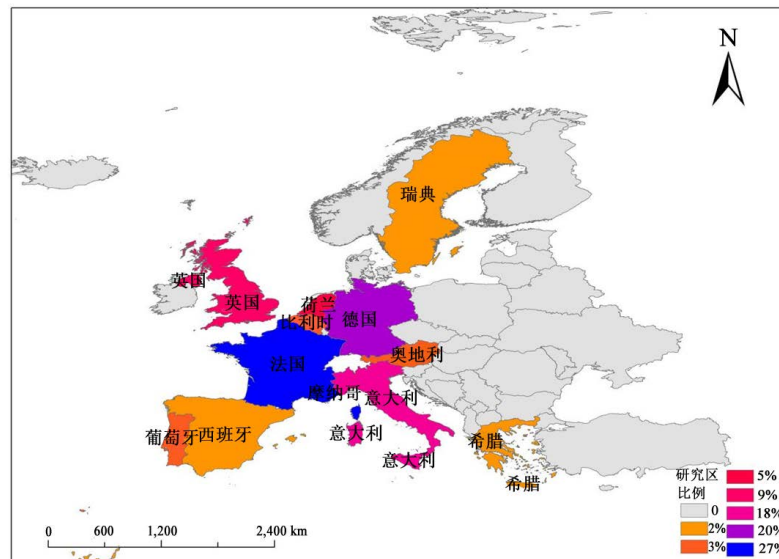 N
瑞典
英国
英国
荷兰
比利时
德国
奥地利
法国
摩纳哥
意大利
意大利
意大利
葡萄牙
西班牙
希腊
希腊
研究区
比例
0
2%
3%
5%
9%
18%
20%
27%
0 600 1,200 2,400 km